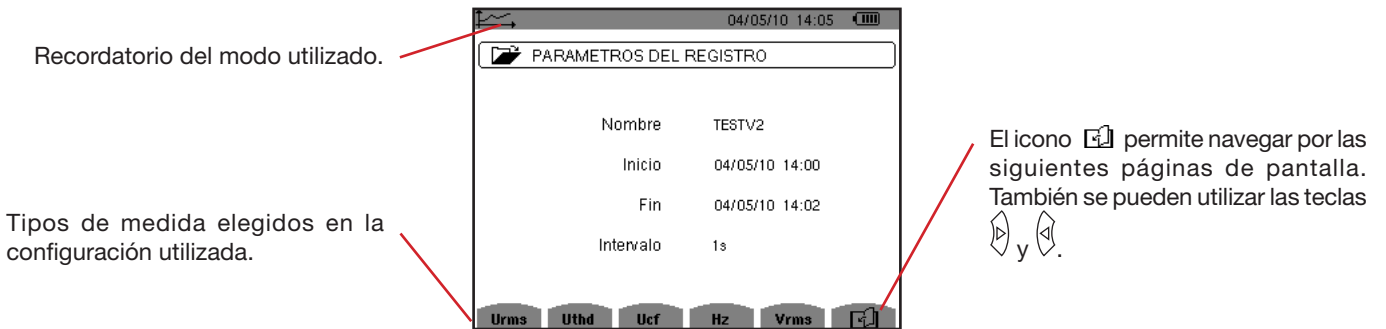 04/05/10 14:05
Recordatorio del modo utilizado.
PARAMETROS DEL REGISTRO
Nombre TESTV2
Inicio 04/05/10 14:00
Fin 04/05/10 14:02
Intervalo 1s
Tipos de medida elegidos en la
configuración utilizada.
El icono permite navegar por las
siguientes páginas de pantalla.
También se pueden utilizar las teclas
y .
Urms Uthd Ucf Hz Vrms